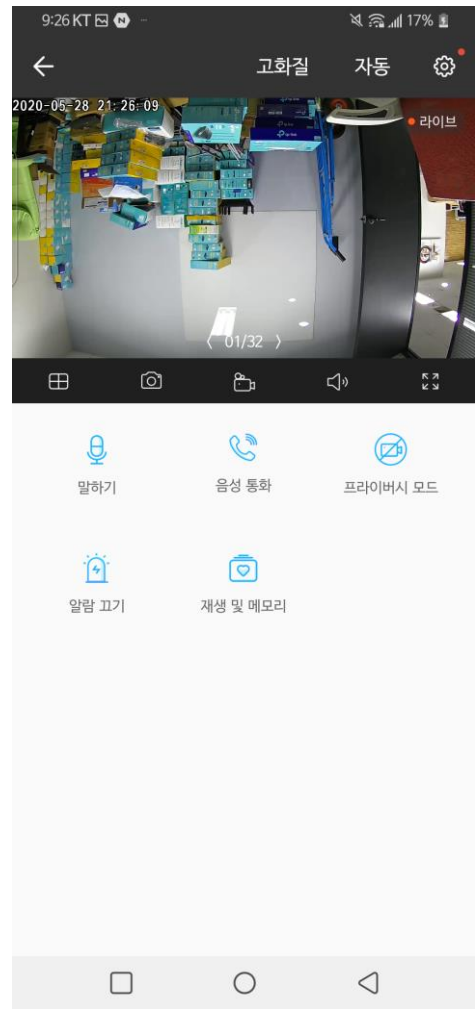 9:26 KT 17%
고화질 자동
2020-05-28 21:26:09
라이브
〈 01/32 〉
말하기 음성 통화 프라이버시 모드
알람 끄기 재생 및 메모리